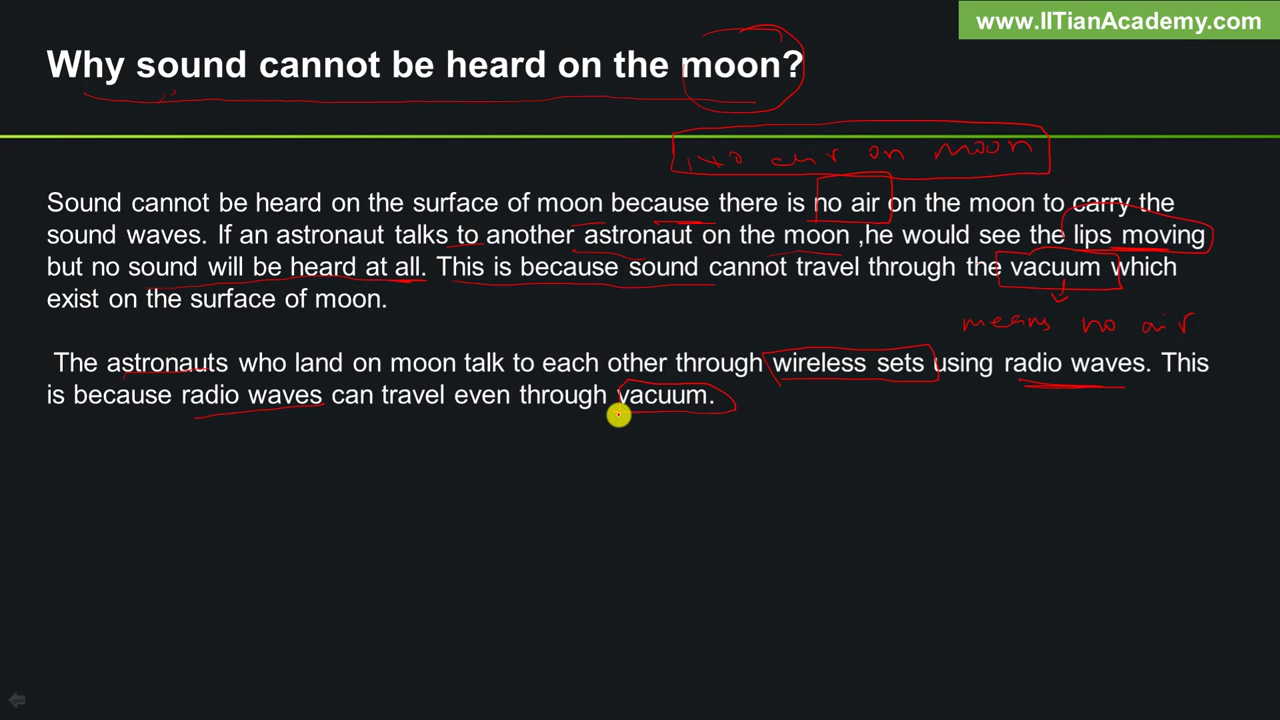 www.IITianAcademy.com
Why sound cannot be heard on the moon?
No air on moon
Sound cannot be heard on the surface of moon because there is no air on the moon to carry the
sound waves. If an astronaut talks to another astronaut on the moon ,he would see the lips moving
but no sound will be heard at all. This is because sound cannot travel through the vacuum which
exist on the surface of moon.
means no air
The astronauts who land on moon talk to each other through wireless sets using radio waves. This
is because radio waves can travel even through vacuum.